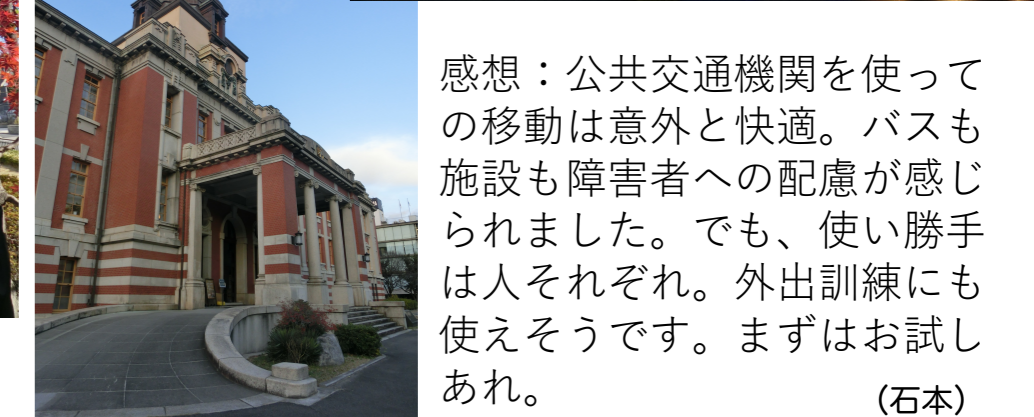 感想：公共交通機関を使って
の移動は意外と快適。バスも
施設も障害者への配慮が感じ
られました。でも、使い勝手
は人それぞれ。外出訓練にも
使えそうです。まずはお試し
あれ。
（石本）